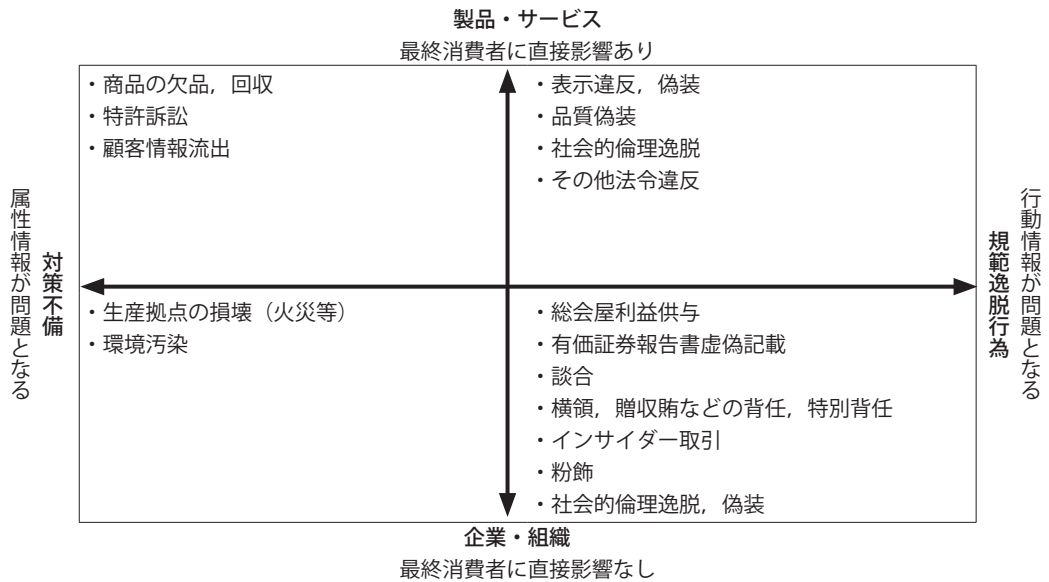 製品・サービス
最終消費者に直接影響あり
・商品の欠品，回収
・特許訴訟
・顧客情報流出
・表示違反，偽装
・品質偽装
・社会的倫理逸脱
・その他法令違反
属性情報が問題となる
対策不備
規範逸脱行為
行動情報が問題となる
・生産拠点の損壊（火災等）
・環境汚染
・総会屋利益供与
・有価証券報告書虚偽記載
・談合
・横領，贈収賄などの背任，特別背任
・インサイダー取引
・粉飾
・社会的倫理逸脱，偽装
企業・組織
最終消費者に直接影響なし